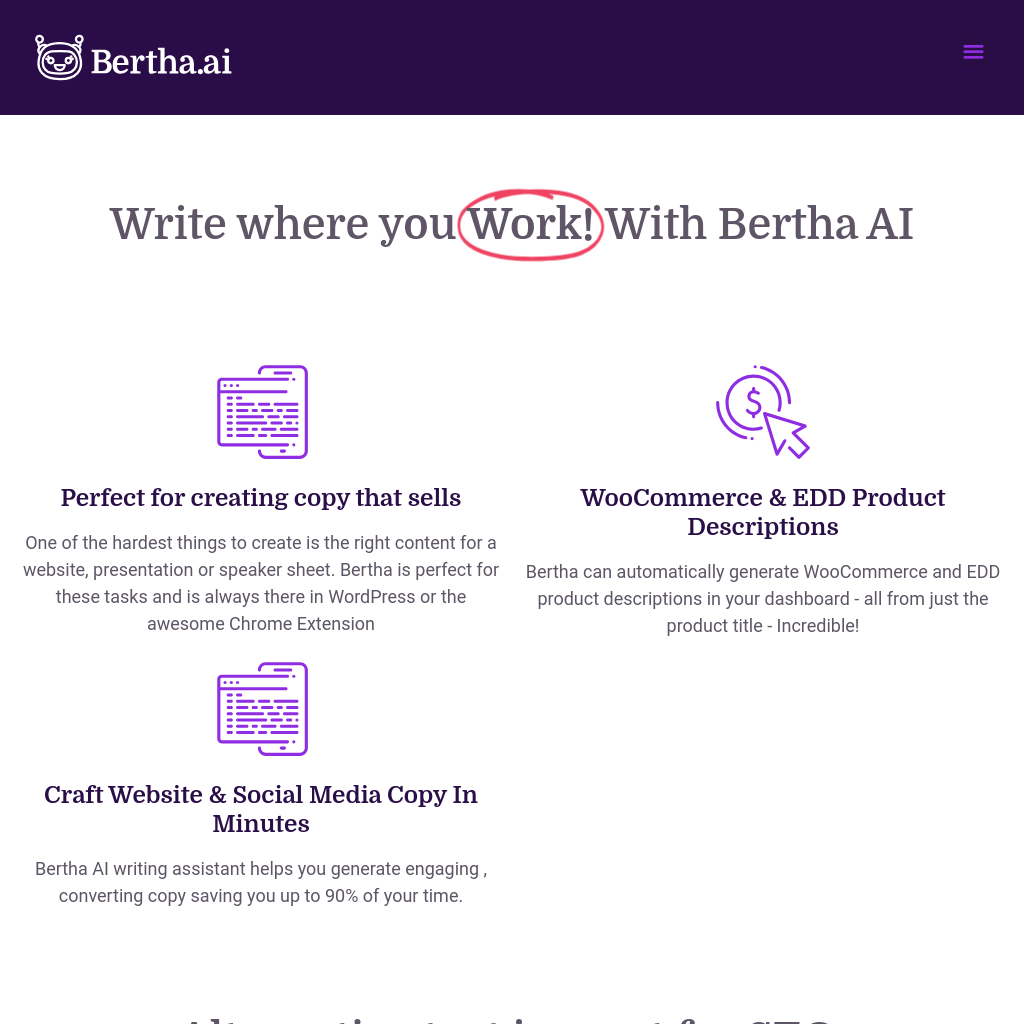 Bertha.ai
Write where you Work! With Bertha AI
Perfect for creating copy that sells
One of the hardest things to create is the right content for a
website, presentation or speaker sheet. Bertha is perfect for
these tasks and is always there in WordPress or the
awesome Chrome Extension
WooCommerce & EDD Product
Descriptions
Bertha can automatically generate WooCommerce and EDD
product descriptions in your dashboard - all from just the
product title - Incredible!
Craft Website & Social Media Copy In
Minutes
Bertha AI writing assistant helps you generate engaging ,
converting copy saving you up to 90% of your time.